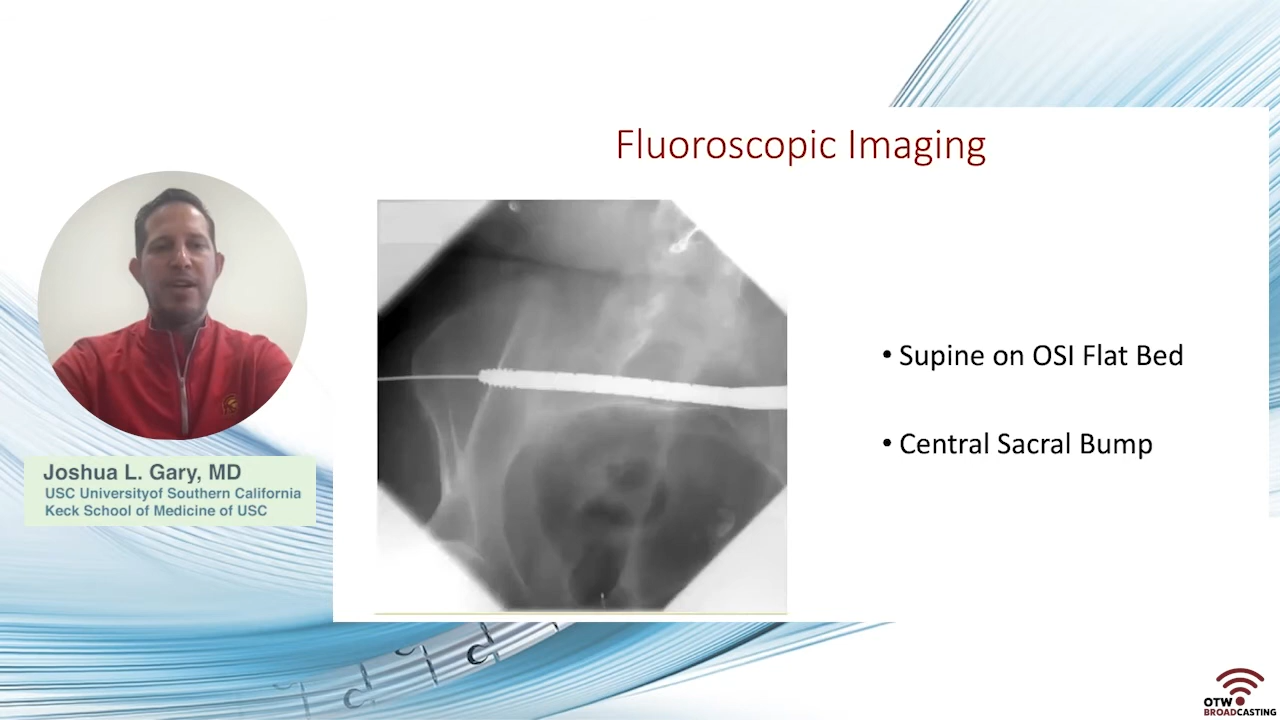 Fluoroscopic Imaging
• Supine on OSI Flat Bed
• Central Sacral Bump
Joshua L. Gary, MD
USC Universityof Southern California
Keck School of Medicine of USC
OTW
BROADCASTING